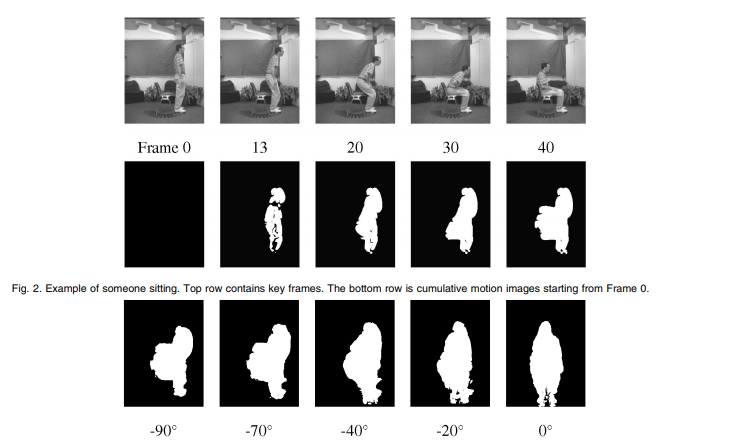 Frame 0 13 20 30 40
Fig. 2. Example of someone sitting. Top row contains key frames. The bottom row is cumulative motion images starting from Frame 0.
-90° -70° -40° -20° 0°